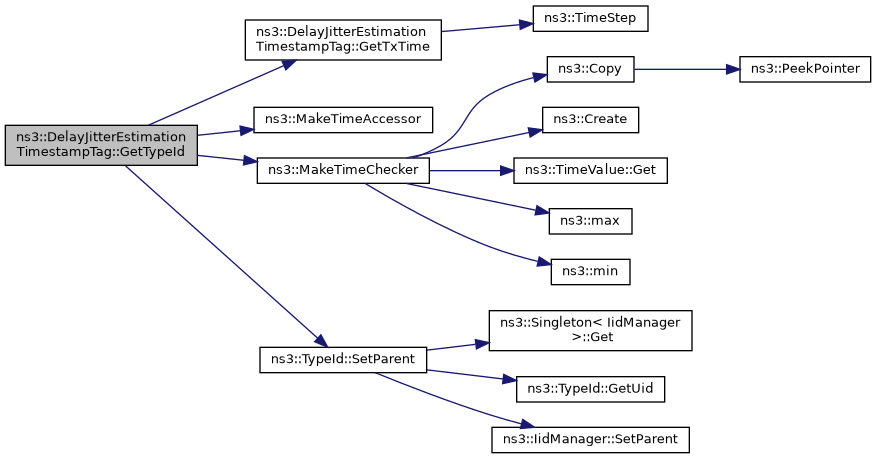 ns3::DelayJitterEstimation
TimestampTag::GetTypeId
ns3::DelayJitterEstimation
TimestampTag::GetTxTime
ns3::TimeStep
ns3::MakeTimeAccessor
ns3::MakeTimeChecker
ns3::Copy
ns3::PeekPointer
ns3::Create
ns3::TimeValue::Get
ns3::max
ns3::min
ns3::TypeId::SetParent
ns3::Singleton< IidManager
>::Get
ns3::TypeId::GetUid
ns3::IidManager::SetParent